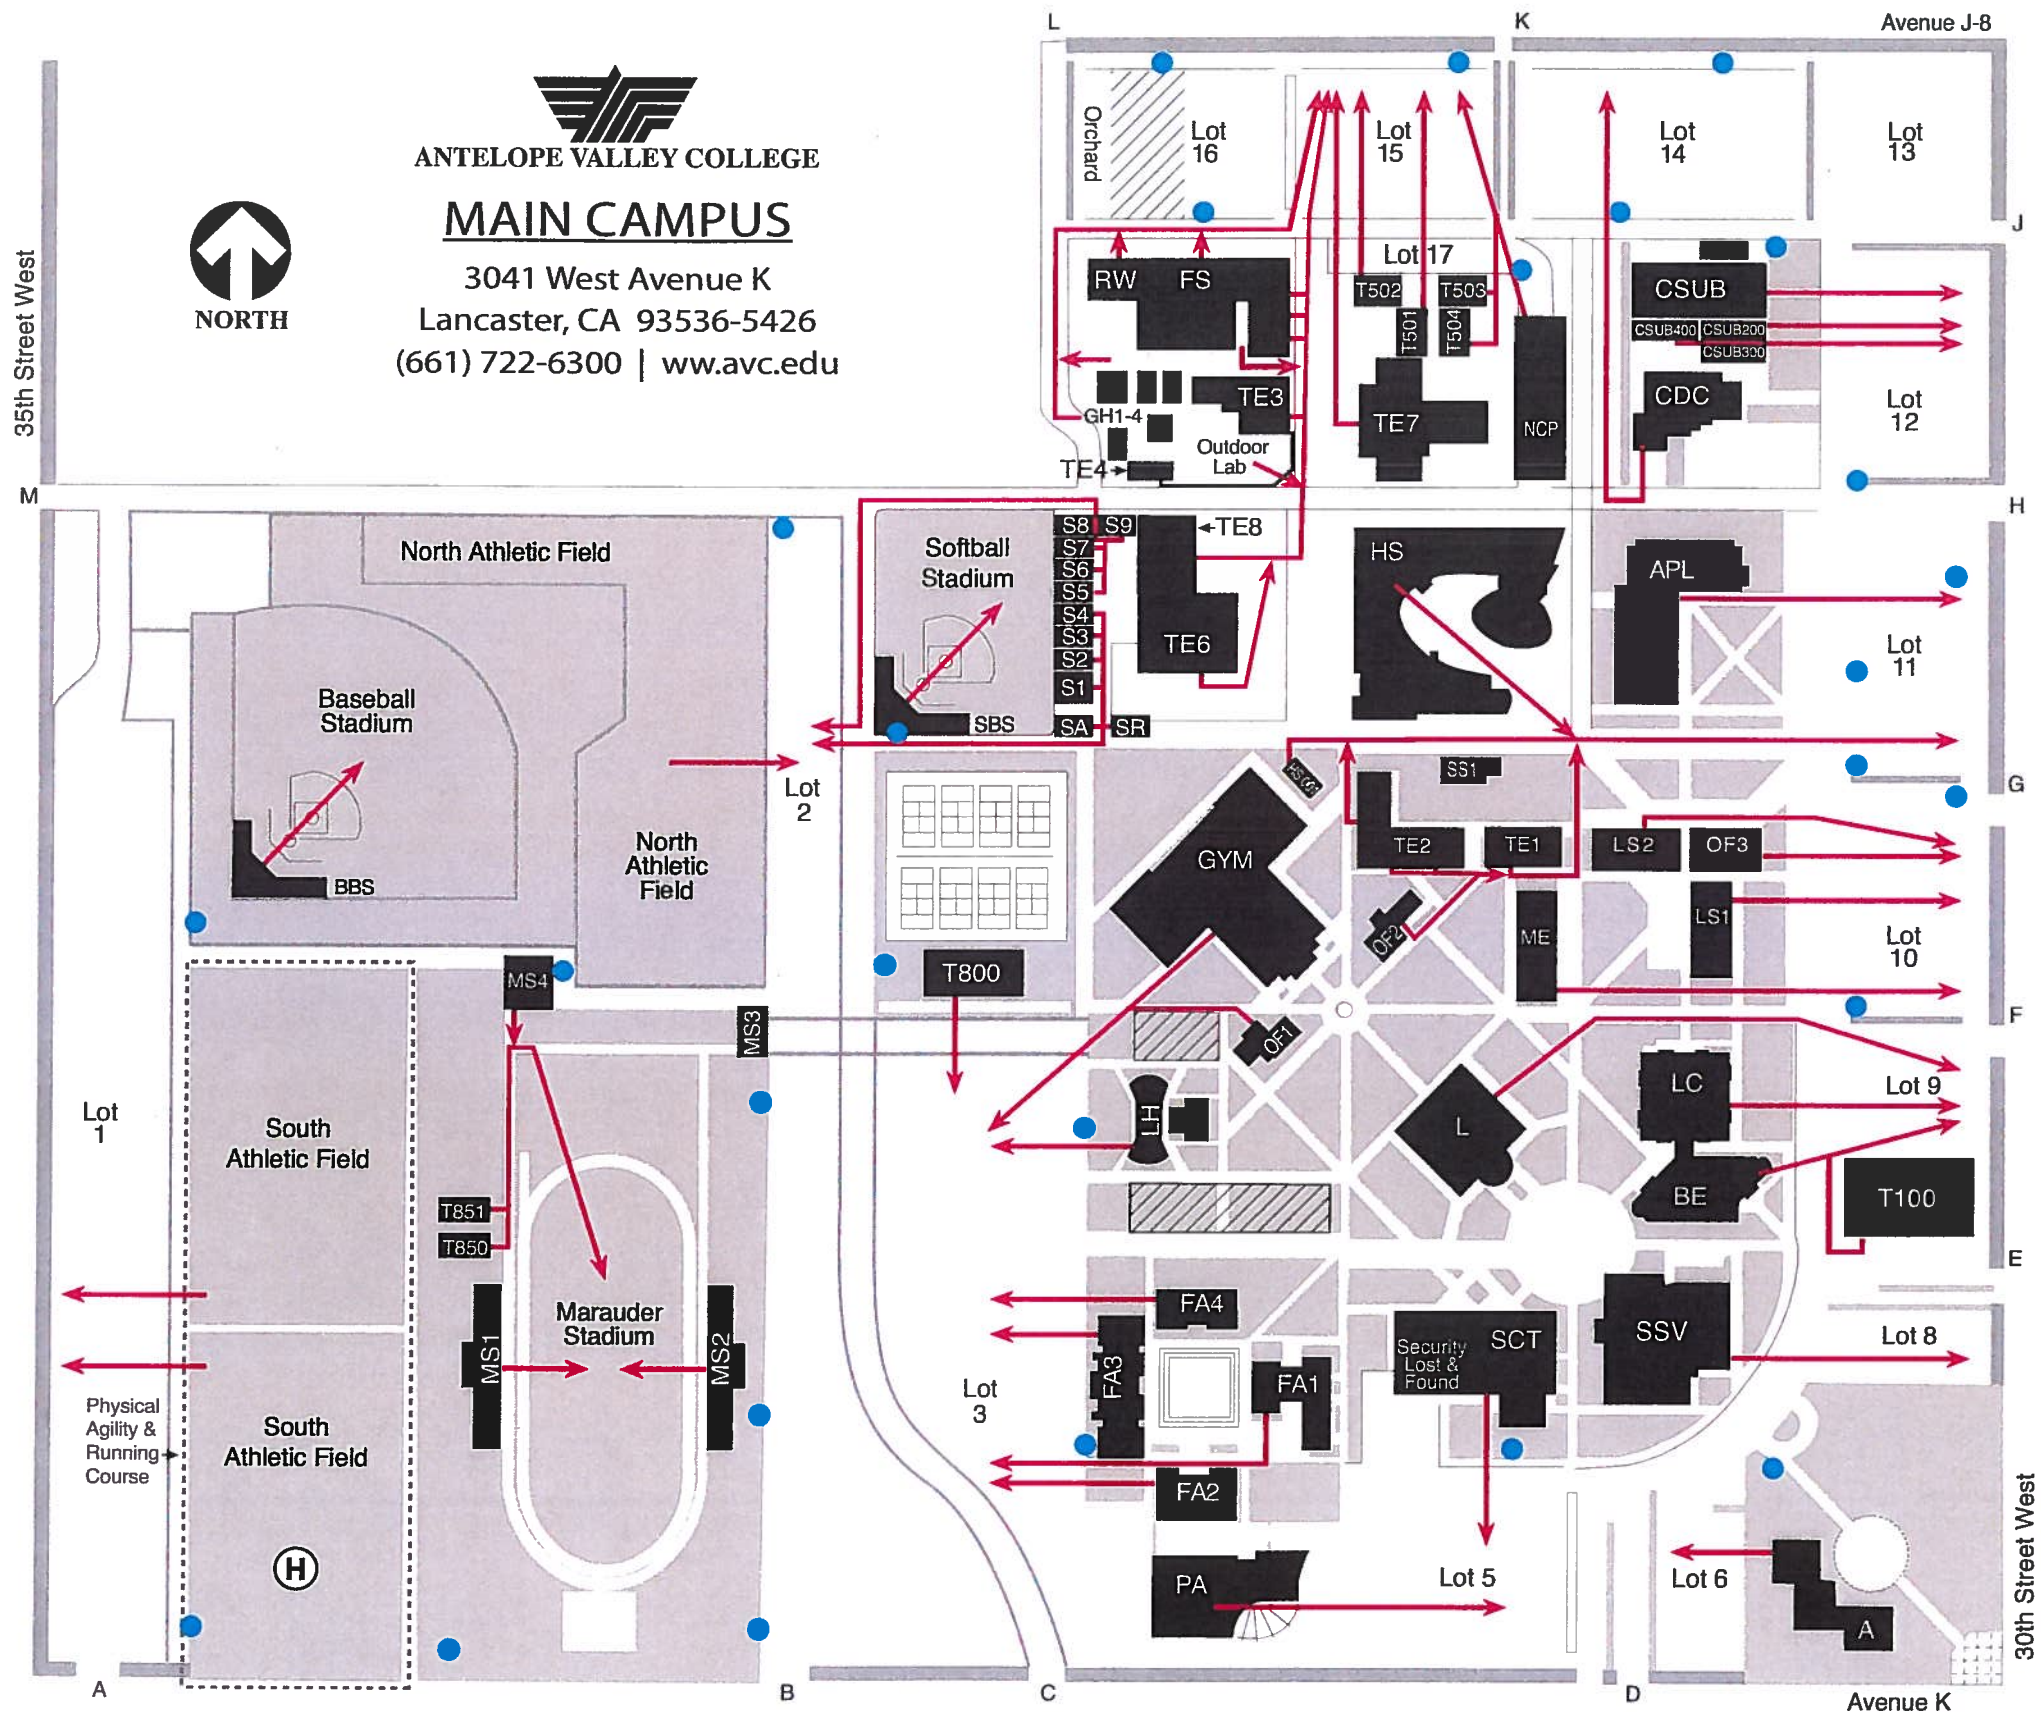 L
K
Avenue J-8
ANTELOPE VALLEY COLLEGE
MAIN CAMPUS
3041 West Avenue K
Lancaster, CA 93536-5426
(661) 722-6300 | ww.avc.edu
NORTH
35th Street West
Orchard
Lot
16
Lot
15
Lot
14
Lot
13
J
Lot 17
RW
FS
T502
T503
T501
T504
CSUB
CSUB400
CSUB200
CSUB300
CDC
Lot
12
GH1-4
TE3
TE7
NCP
Outdoor
Lab
TE4
M
H
North Athletic Field
Softball
Stadium
S8
S9
S7
S6
S5
S4
S3
S2
S1
SA
SR
SBS
TE8
TE6
HS
APL
Lot
11
Baseball
Stadium
BBS
Lot
2
North
Athletic
Field
SS1
G
GYM
TE2
TE1
LS2
OF3
LS1
OF2
ME
Lot
10
MS4
T800
MS3
OF1
F
LH
L
LC
Lot 9
BE
T100
Lot
1
South
Athletic Field
T851
T850
E
Marauder
Stadium
MS1
MS2
FA4
FA3
FA1
FA2
Security
Lost &
Found
SCT
SSV
Lot 8
Lot
3
Physical
Agility &
Running
Course
South
Athletic Field
H
PA
Lot 5
Lot 6
A
30th Street West
A
B
C
D
Avenue K